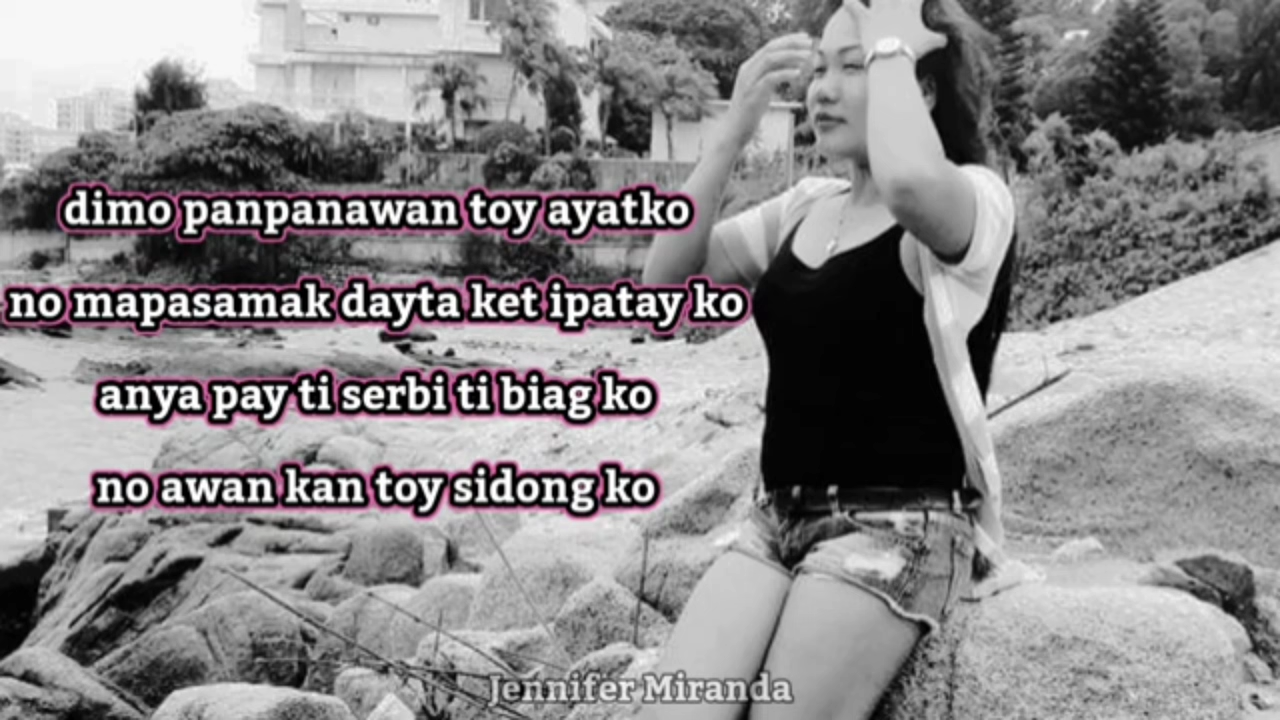 dimo panpanawan toy ayatko
no mapasamak dayta ket ipatay ko
anya pay ti serbi ti biag ko
no awan kan toy sidong ko
Jennifer Miranda